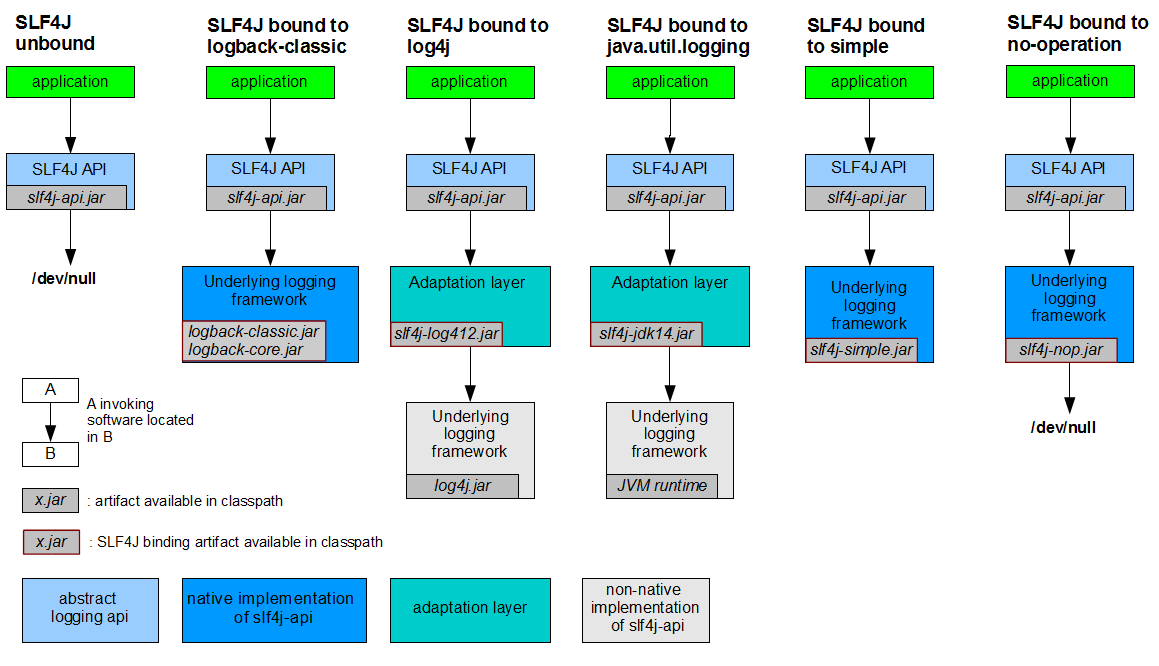 SLF4J
unbound
SLF4J bound to
logback-classic
SLF4J bound to
log4j
SLF4J bound to
java.util.logging
SLF4J bound
to simple
SLF4J bound to
no-operation
application
application
application
application
application
application
SLF4J API
slf4j-api.jar
SLF4J API
slf4j-api.jar
SLF4J API
slf4j-api.jar
SLF4J API
slf4j-api.jar
SLF4J API
slf4j-api.jar
SLF4J API
slf4j-api.jar
/dev/null
Underlying logging
framework
logback-classic.jar
logback-core.jar
Adaptation layer
slf4j-log412.jar
Adaptation layer
slf4j-jdk14.jar
Underlying
logging
framework
slf4j-simple.jar
Underlying
logging
framework
slf4j-nop.jar
Underlying
logging
framework
log4j.jar
Underlying
logging
framework
JVM runtime
/dev/null
A
B
A invoking
software located
in B
x.jar : artifact available in classpath
x.jar : SLF4J binding artifact available in classpath
abstract
logging api
native implementation
of slf4j-api
adaptation layer
non-native
implementation
of slf4j-api